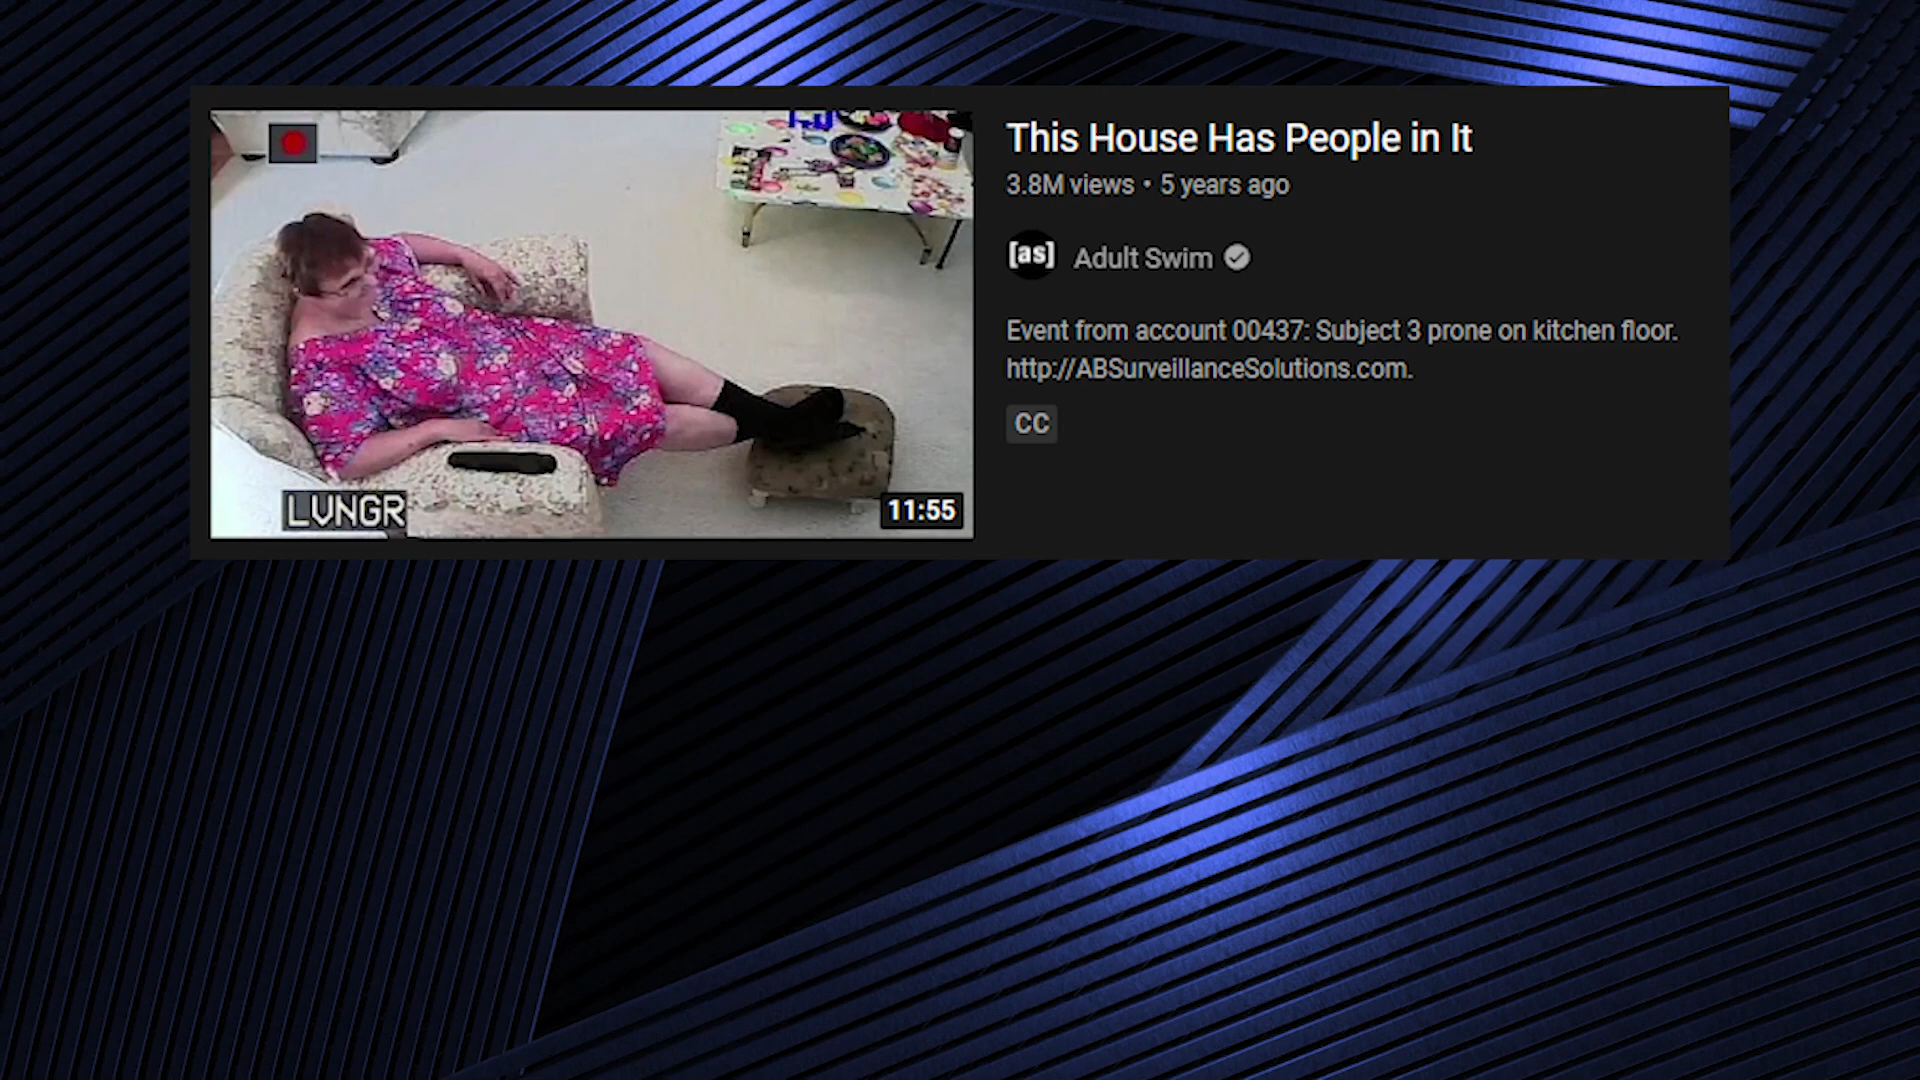 This House Has People in It
3.8M views • 5 years ago
[as] Adult Swim
Event from account 00437: Subject 3 prone on kitchen floor.
http://ABSurveillanceSolutions.com.
CC
LVNGR
11:55